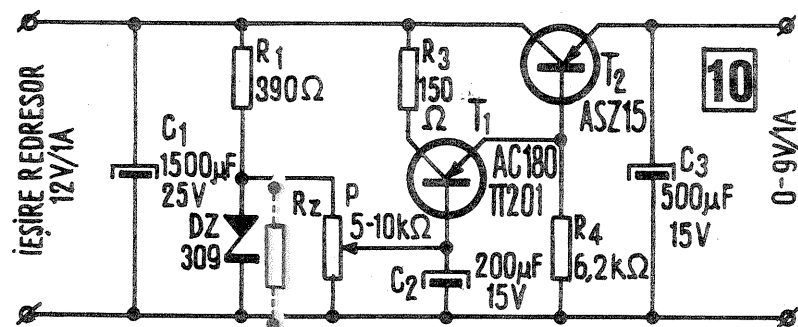 IEȘIRE REDRESOR
12V/1A
C1
1500µF
25V
R1
390Ω
DZ
309
Rz
P
5-10kΩ
R3
150
Ω
T1
AC180
ΠT201
C2
200µF
15V
T2
ASZ15
R4
6,2kΩ
10
C3
500µF
15V
0-9V/1A